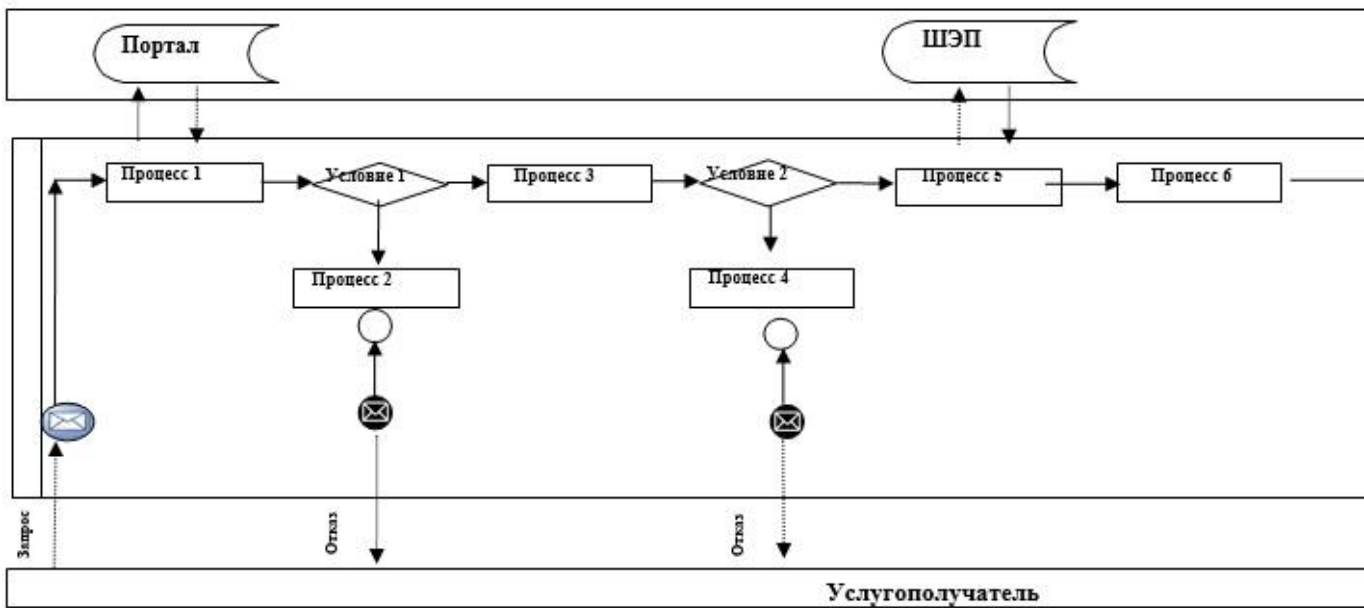 Портал
ШЭП
Процесс 1
Условие 1
Процесс 3
Условие 2
Процесс 5
Процесс 6
Процесс 2
Процесс 4
Запрос
Отказ
Отказ
Услугополучатель